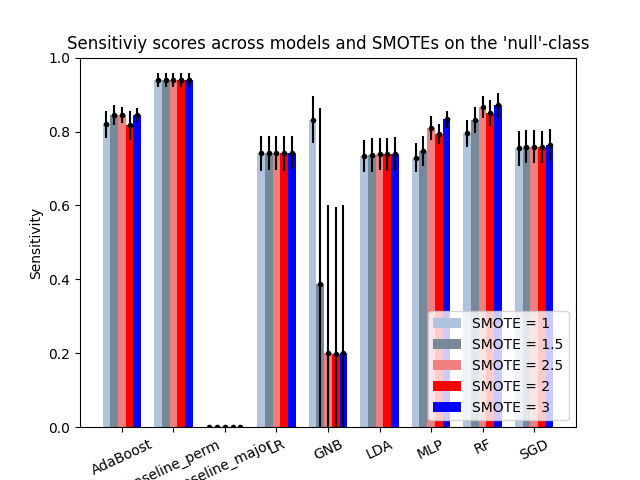 Sensitiviy scores across models and SMOTEs on the 'null'-class
1.0
0.8
0.6
0.4
0.2
0.0
Sensitivity
SMOTE = 1
SMOTE = 1.5
SMOTE = 2.5
SMOTE = 2
SMOTE = 3
AdaBoost
seline_perm
seline_major
LR
GNB
LDA
MLP
RF
SGD